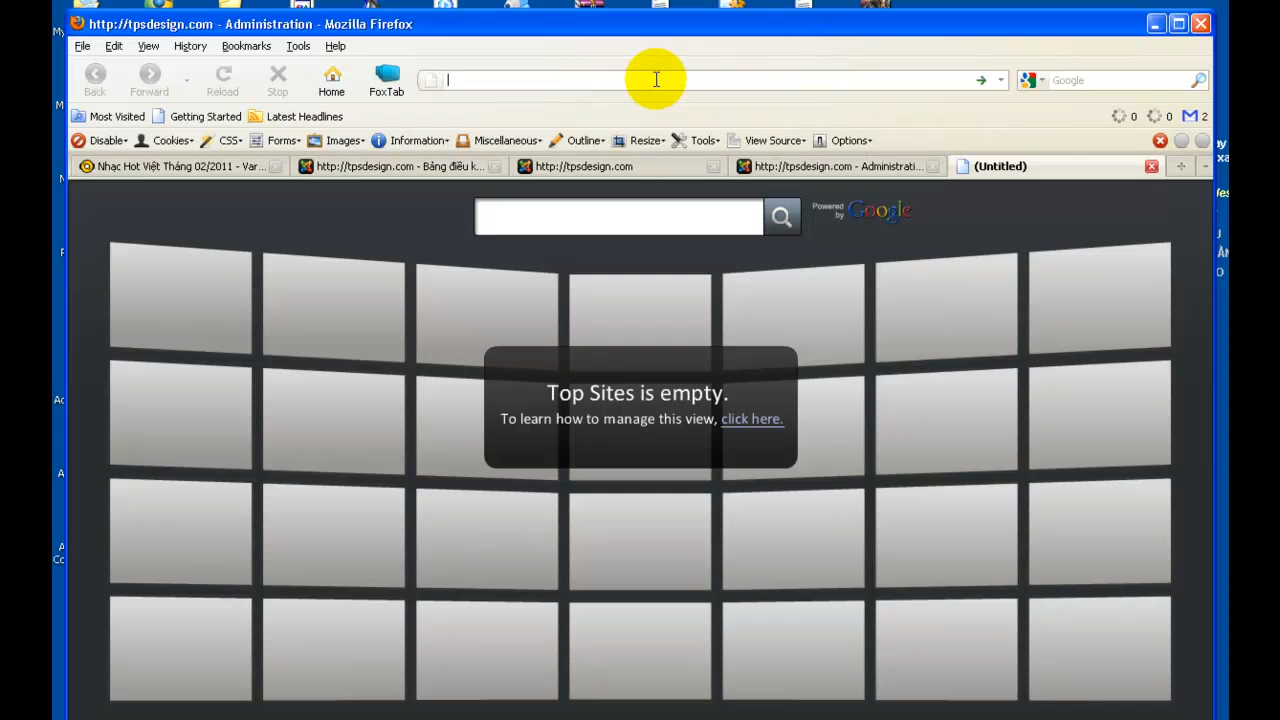 http://tpsdesign.com - Administration - Mozilla Firefox
File Edit View History Bookmarks Tools Help
Back Forward Reload Stop Home FoxTab Google
Most Visited Getting Started Latest Headlines 0 0 2
Disable Cookies CSS Forms Images Information Miscellaneous Outline Resize Tools View Source Options
Nhạc Hot Việt Tháng 02/2011 - Var... http://tpsdesign.com - Bảng điều k... http://tpsdesign.com http://tpsdesign.com - Administrati... (Untitled)
Powered by Google
Top Sites is empty.
To learn how to manage this view, click here.